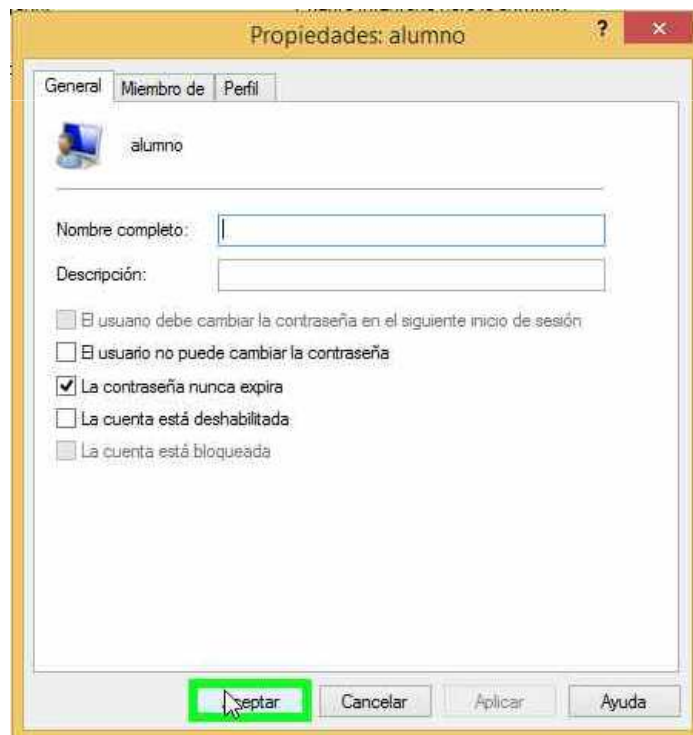 Propiedades: alumno
?
General
Miembro de
Perfil
alumno
Nombre completo:
Descripción:
El usuario debe cambiar la contraseña en el siguiente inicio de sesión
El usuario no puede cambiar la contraseña
La contraseña nunca expira
La cuenta está deshabilitada
La cuenta está bloqueada
Aceptar
Cancelar
Aplicar
Ayuda